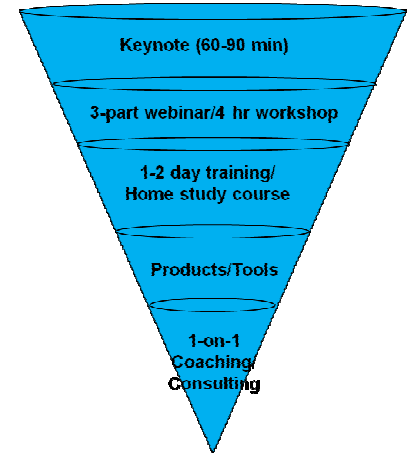 Keynote (60-90 min)
3-part webinar/4 hr workshop
1-2 day training/
Home study course
Products/Tools
1-on-1
Coaching/
Consulting